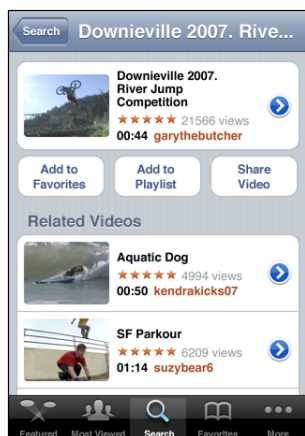 Search
Downieville 2007. Rive...
Downieville 2007.
River Jump
Competition
21566 views
00:44 garythebutcher
Add to
Favorites
Add to
Playlist
Share
Video
Related Videos
Aquatic Dog
4994 views
00:50 kendrakicks07
SF Parkour
6209 views
01:14 suzybear6
Featured
Most Viewed
Search
Favorites
More